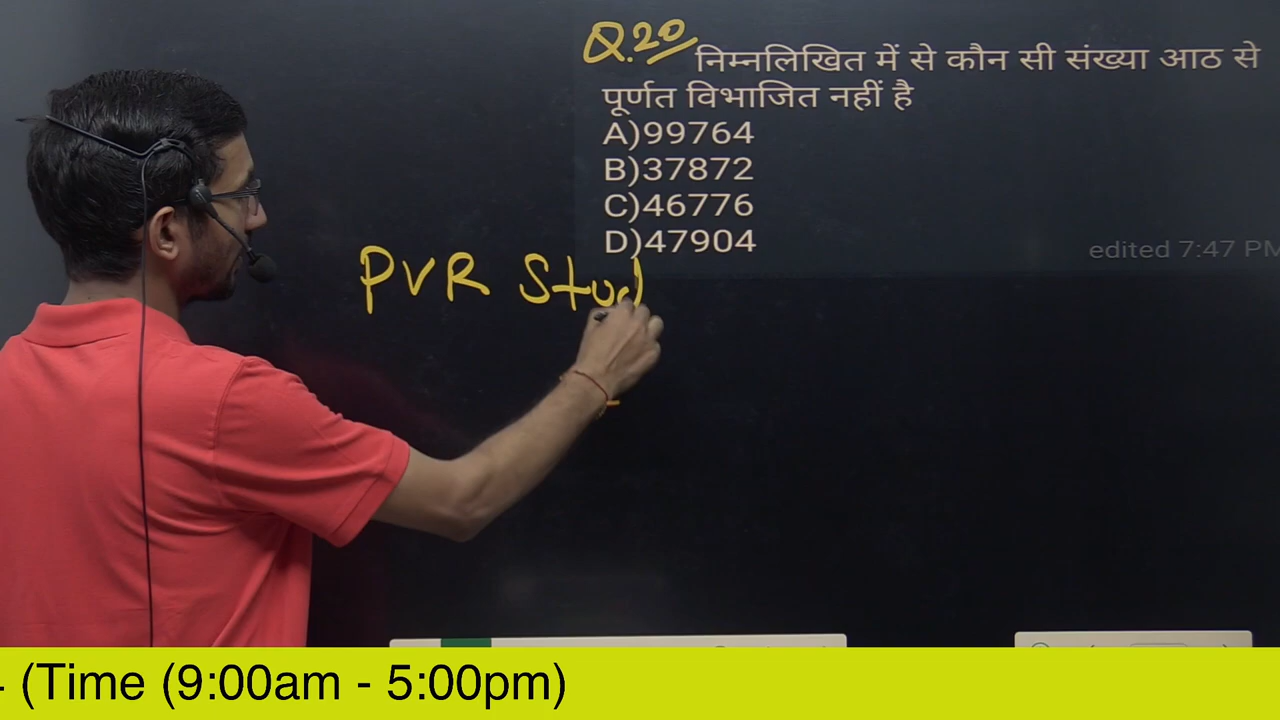 Q.20 निम्नलिखित में से कौन सी संख्या आठ से
पूर्णत विभाजित नहीं है
A)99764
B)37872
C)46776
D)47904
edited 7:47 PM
PVR Stud
- (Time (9:00am - 5:00pm)